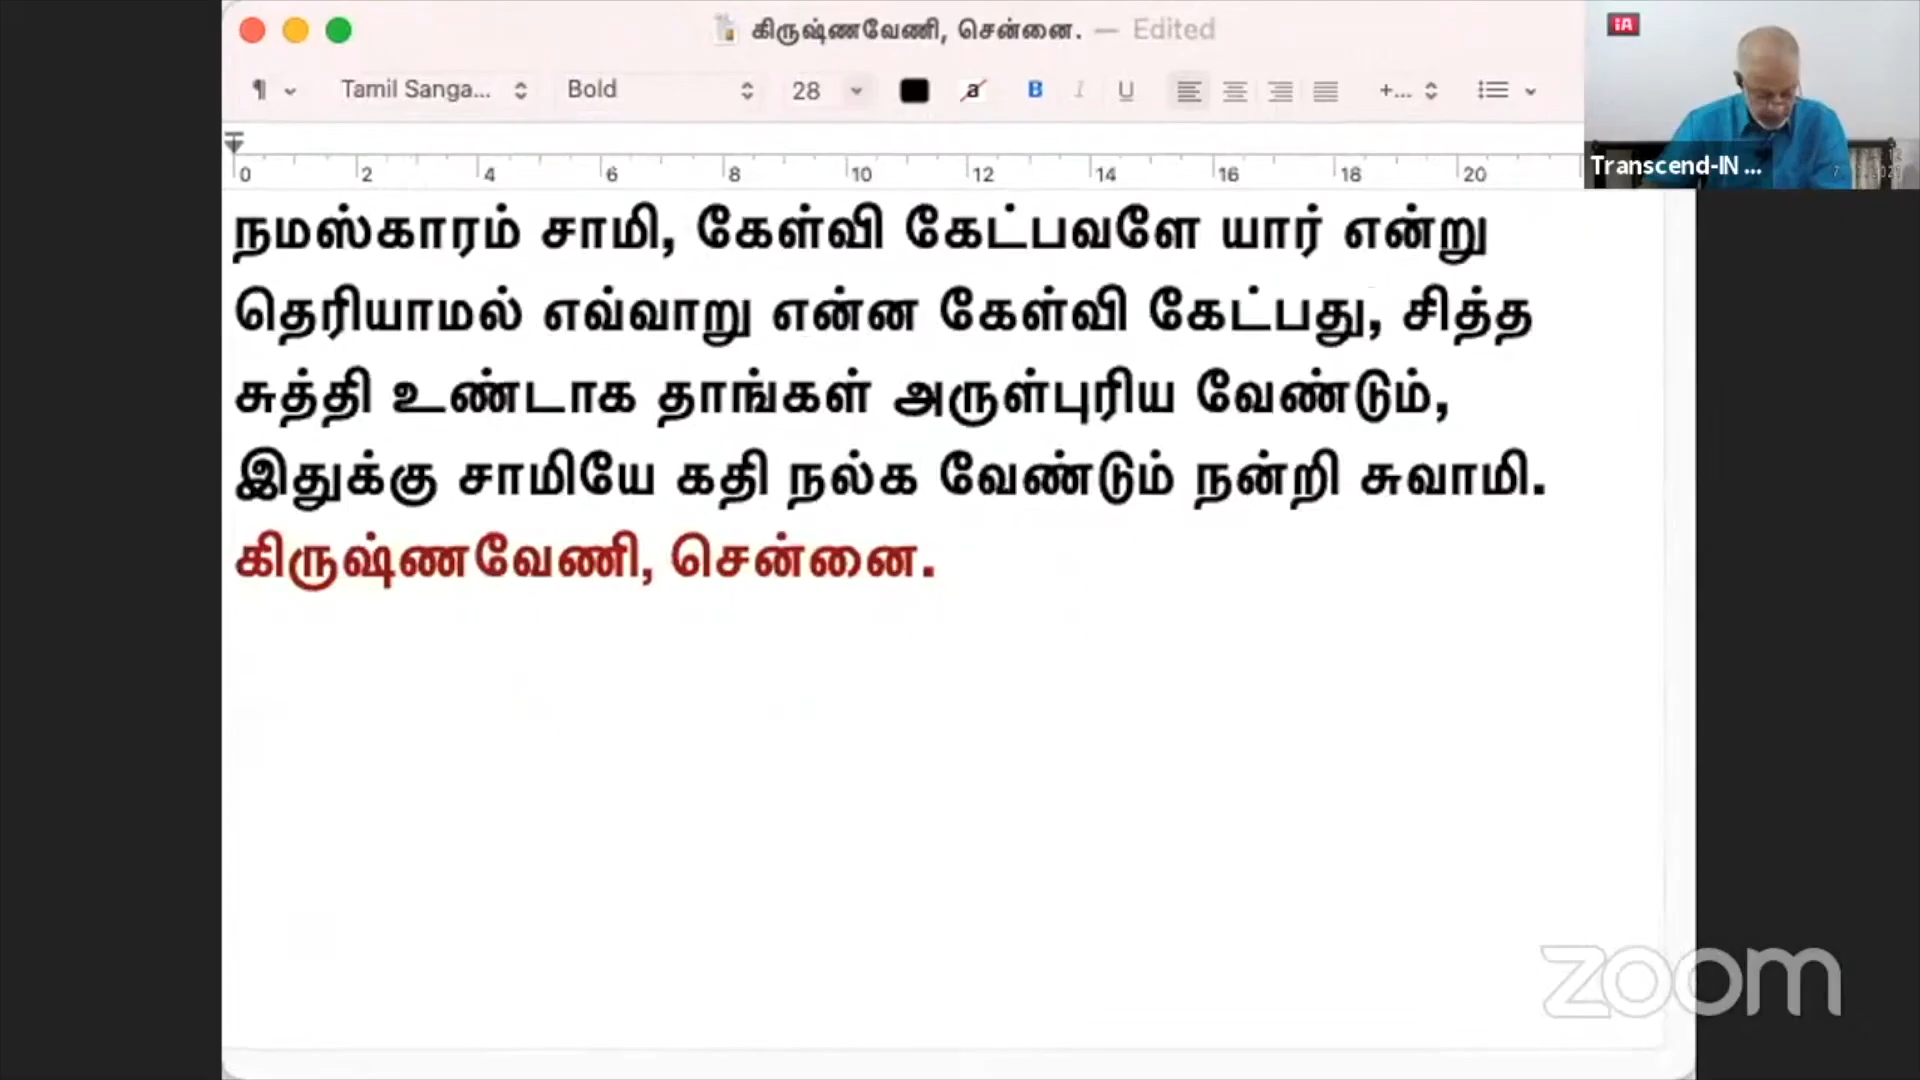 கிருஷ்ணவேணி, சென்னை. — Edited
iA
¶ Tamil Sanga... Bold 28 a B I U +...
0 2 4 6 8 10 12 14 16 18 20
Transcend-IN ...
நமஸ்காரம் சாமி, கேள்வி கேட்பவளே யார் என்று
தெரியாமல் எவ்வாறு என்ன கேள்வி கேட்பது, சித்த
சுத்தி உண்டாக தாங்கள் அருள்புரிய வேண்டும்,
இதுக்கு சாமியே கதி நல்க வேண்டும் நன்றி சுவாமி.
கிருஷ்ணவேணி, சென்னை.
zoom